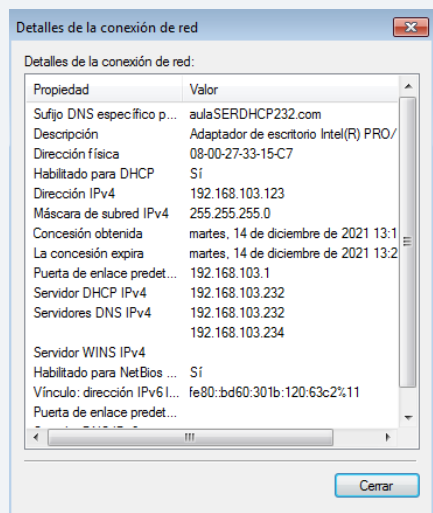 Detalles de la conexión de red
Detalles de la conexión de red:
Propiedad Valor
Sufijo DNS específico p... aulaSERDHCP232.com
Descripción Adaptador de escritorio Intel(R) PRO/
Dirección física 08-00-27-33-15-C7
Habilitado para DHCP Sí
Dirección IPv4 192.168.103.123
Máscara de subred IPv4 255.255.255.0
Concesión obtenida martes, 14 de diciembre de 2021 13:1
La concesión expira martes, 14 de diciembre de 2021 13:2
Puerta de enlace predet... 192.168.103.1
Servidor DHCP IPv4 192.168.103.232
Servidores DNS IPv4 192.168.103.232
192.168.103.234
Servidor WINS IPv4
Habilitado para NetBios ... Sí
Vínculo: dirección IPv6 l... fe80::bd60:301b:120:63c2%11
Puerta de enlace predet...
Cerrar